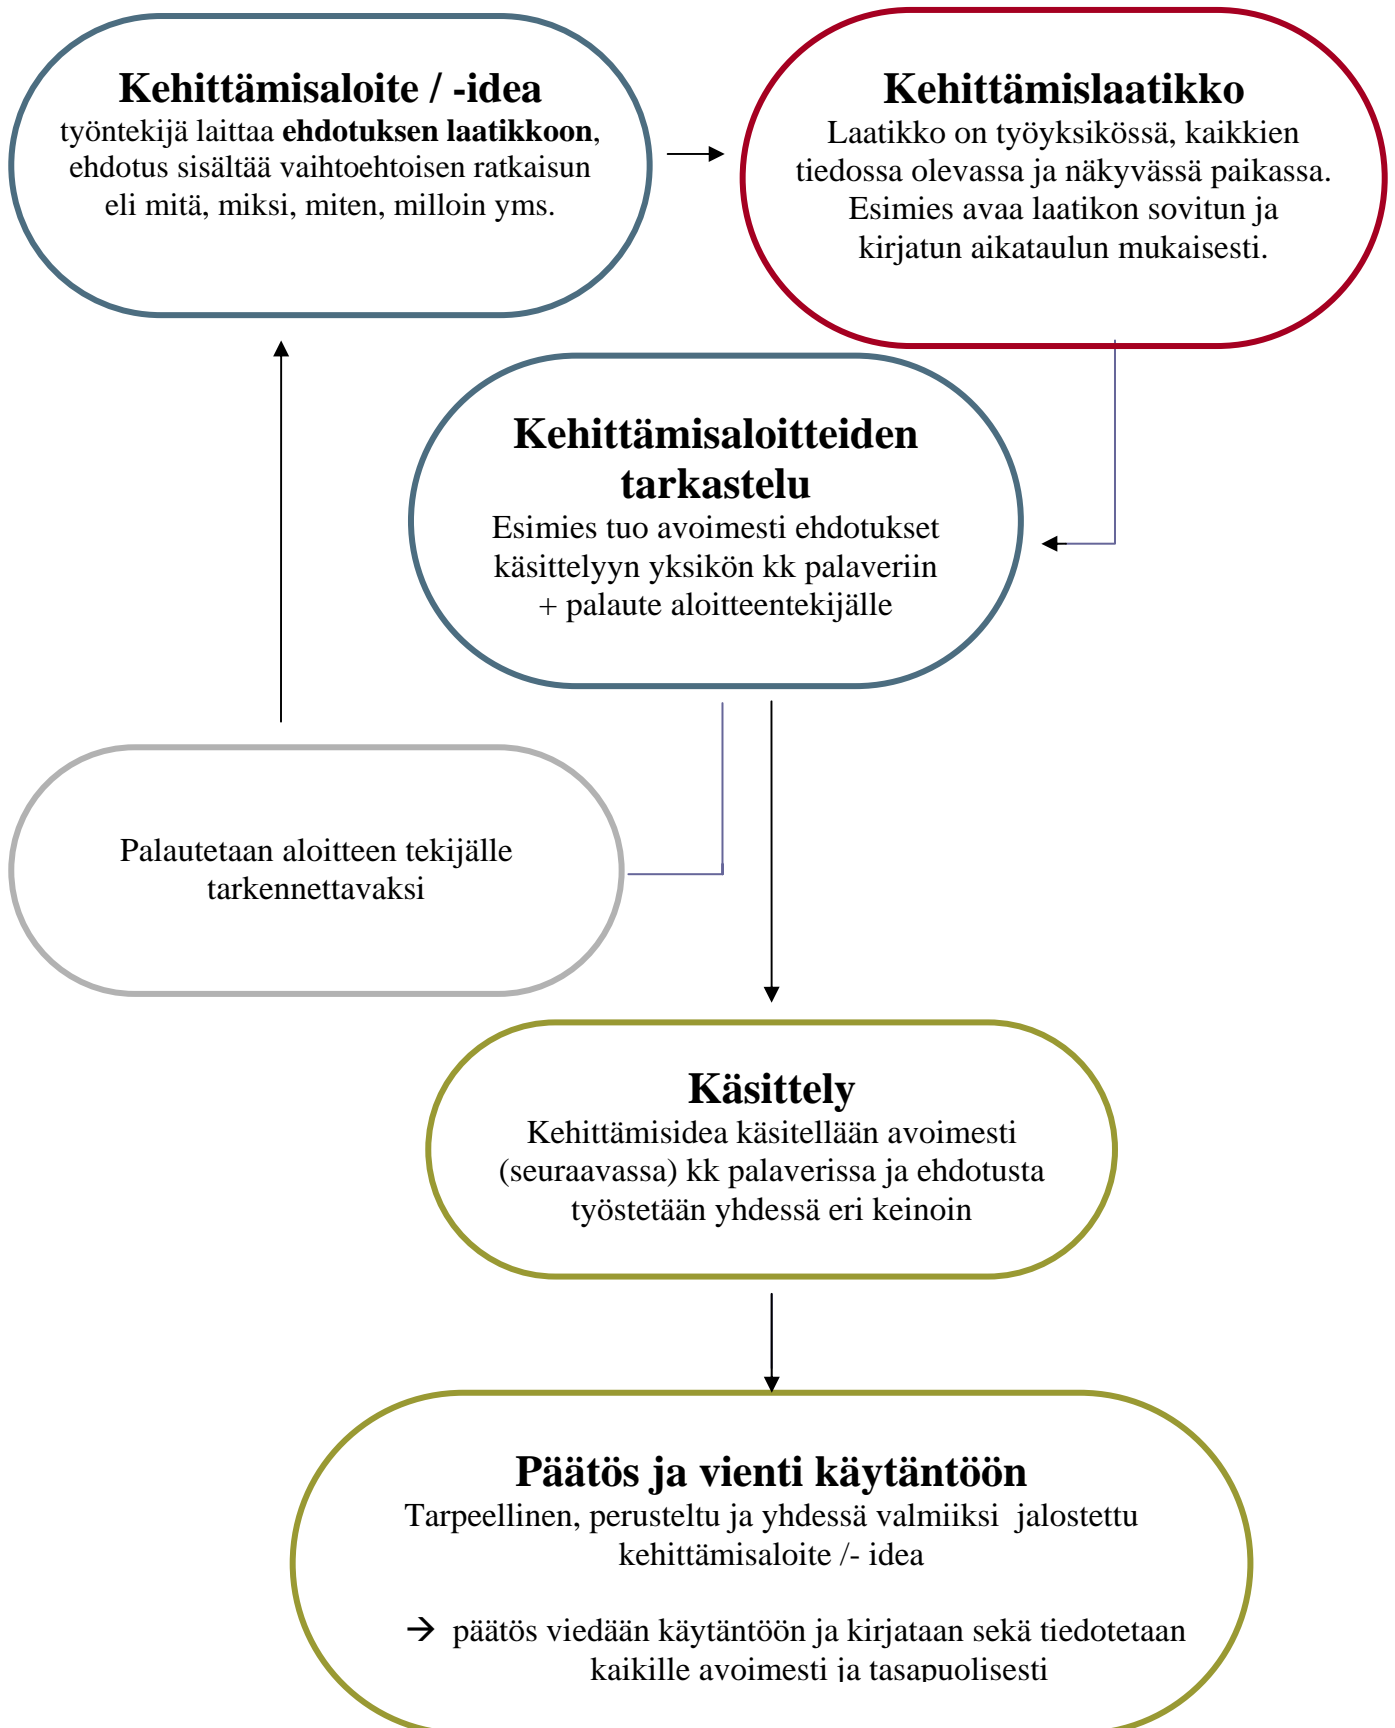 Kehittämisaloite / -idea
työntekijä laittaa ehdotuksen laatikkoon,
ehdotus sisältää vaihtoehtoisen ratkaisun
eli mitä, miksi, miten, milloin yms.
Kehittämislaatikko
Laatikko on työyksikössä, kaikkien
tiedossa olevassa ja näkyvässä paikassa.
Esimies avaa laatikon sovitun ja
kirjatun aikataulun mukaisesti.
Kehittämisaloitteiden
tarkastelu
Esimies tuo avoimesti ehdotukset
käsittelyyn yksikön kk palaveriin
+ palaute aloitteentekijälle
Palautetaan aloitteen tekijälle
tarkennettavaksi
Käsittely
Kehittämisidea käsitellään avoimesti
(seuraavassa) kk palaverissa ja ehdotusta
työstetään yhdessä eri keinoin
Päätös ja vienti käytäntöön
Tarpeellinen, perusteltu ja yhdessä valmiiksi  jalostettu
kehittämisaloite /- idea
→ päätös viedään käytäntöön ja kirjataan sekä tiedotetaan
kaikille avoimesti ja tasapuolisesti